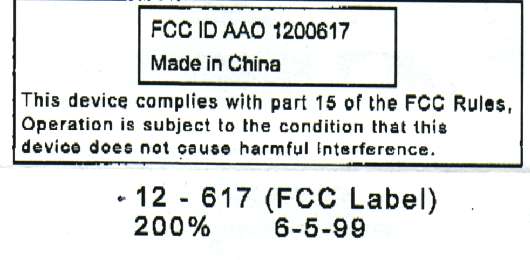 FCC ID AAO 1200617
Made in China
This device complies with part 15 of the FCC Rules,
Operation is subject to the condition that this
device does not cause harmful interference.
- 12 - 617 (FCC Label)
200% 6-5-99